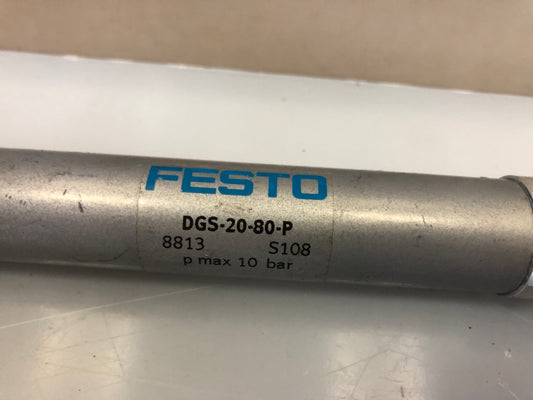 FESTO
DGS-20-80-P
8813 S108
p max 10 bar